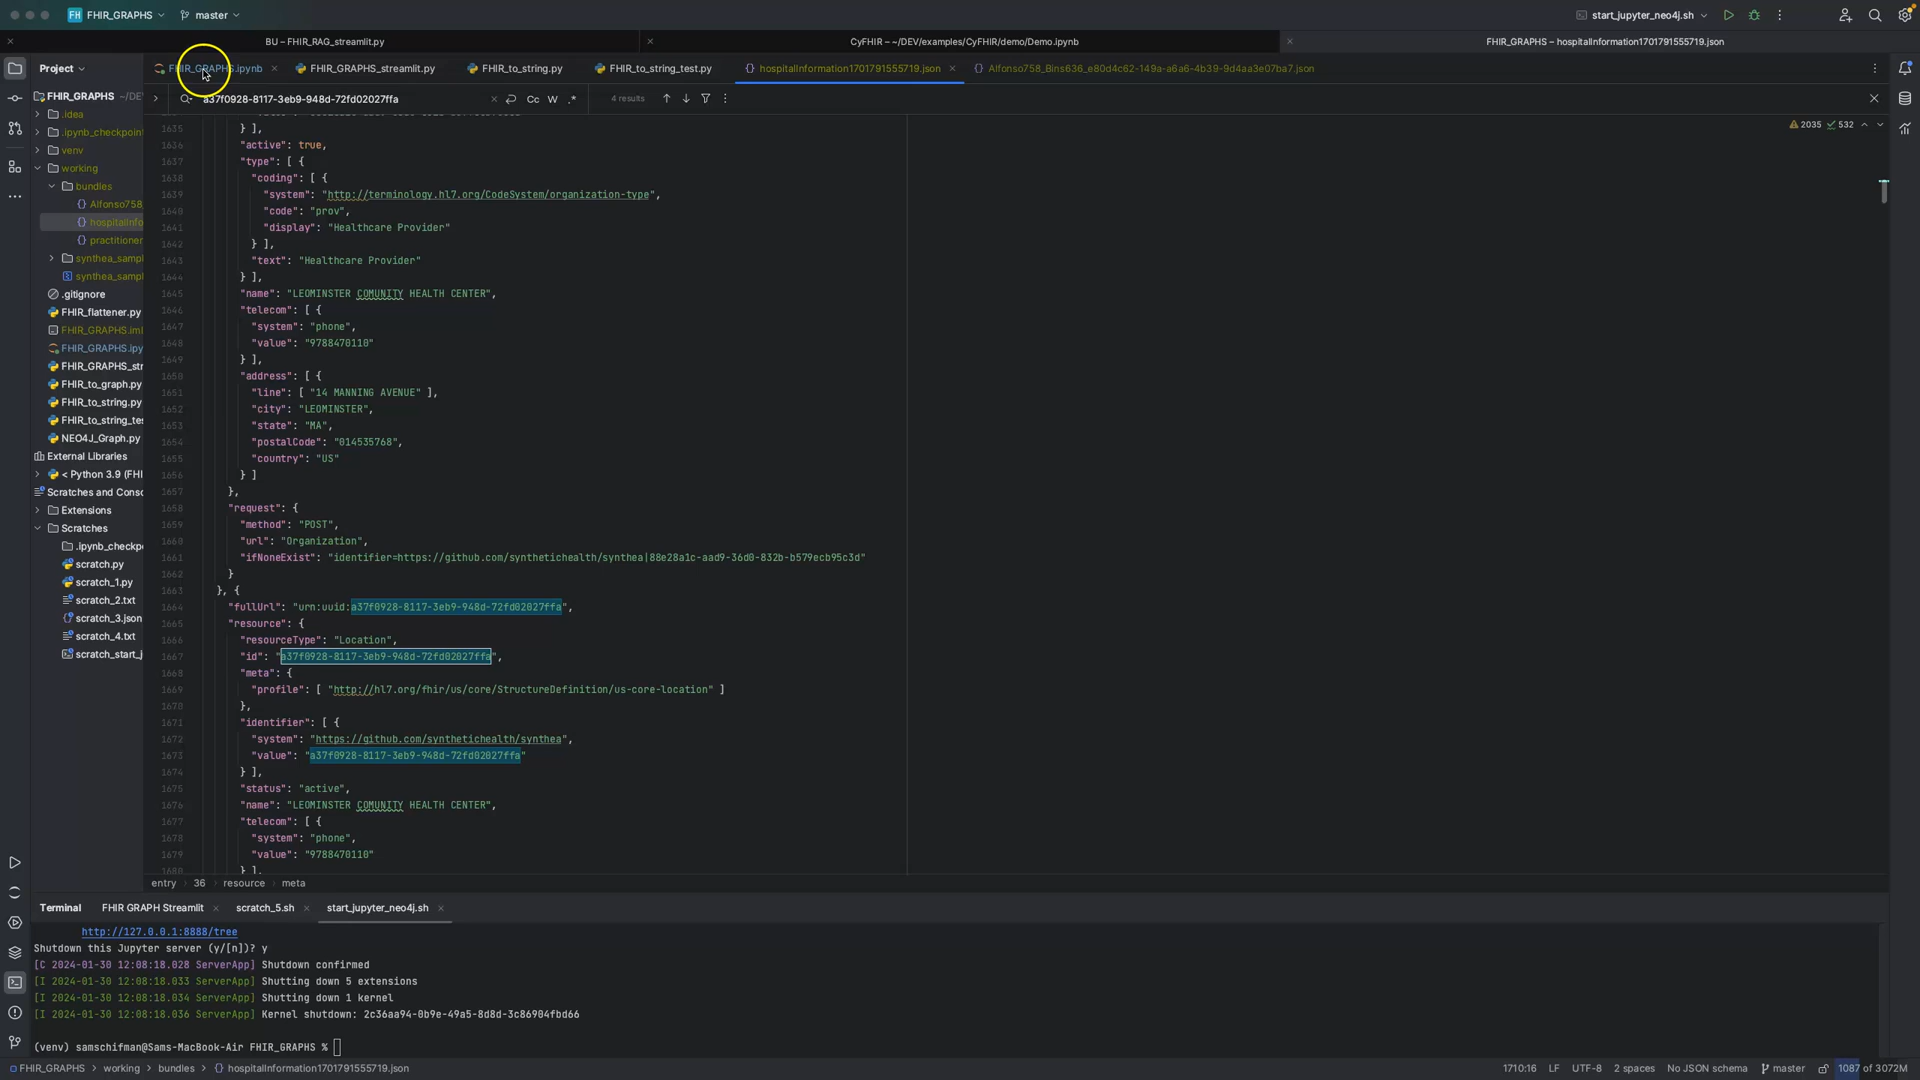 FH FHIR_GRAPHS master start_jupyter_neo4j.sh
BU – FHIR_RAG_streamlit.py CyFHIR – ~/DEV/examples/CyFHIR/demo/Demo.ipynb FHIR_GRAPHS – hospitalInformation1701791555719.json
Project FHIR_GRAPHS.ipynb FHIR_GRAPHS_streamlit.py FHIR_to_string.py FHIR_to_string_test.py hospitalInformation1701791555719.json Alfonso758_Bins636_e80d4c62-149a-a6a6-4b39-9d4aa3e07ba7.json
a37f0928-8117-3eb9-948d-72fd02027ffa Cc W .* 4 results
2035 532
FHIR_GRAPHS ~/DE
.idea
.ipynb_checkpoint
venv
working
bundles
Alfonso758_
hospitalInfo
practitioner
synthea_samp
synthea_samp
.gitignore
FHIR_flattener.py
FHIR_GRAPHS.iml
FHIR_GRAPHS.ipy
FHIR_GRAPHS_str
FHIR_to_graph.py
FHIR_to_string.py
FHIR_to_string_tes
NEO4J_Graph.py
External Libraries
< Python 3.9 (FHI
Scratches and Conso
Extensions
Scratches
.ipynb_checkp
scratch.py
scratch_1.py
scratch_2.txt
scratch_3.json
scratch_4.txt
scratch_start_j
1635 } ],
1636 "active": true,
1637 "type": [ {
1638 "coding": [ {
1639 "system": "http://terminology.hl7.org/CodeSystem/organization-type",
1640 "code": "prov",
1641 "display": "Healthcare Provider"
1642 } ],
1643 "text": "Healthcare Provider"
1644 } ],
1645 "name": "LEOMINSTER COMUNITY HEALTH CENTER",
1646 "telecom": [ {
1647 "system": "phone",
1648 "value": "9788470110"
1649 } ],
1650 "address": [ {
1651 "line": [ "14 MANNING AVENUE" ],
1652 "city": "LEOMINSTER",
1653 "state": "MA",
1654 "postalCode": "014535768",
1655 "country": "US"
1656 } ]
1657 },
1658 "request": {
1659 "method": "POST",
1660 "url": "Organization",
1661 "ifNoneExist": "identifier=https://github.com/synthetichealth/synthea|88e28a1c-aad9-36d0-832b-b579ecb95c3d"
1662 }
1663 }, {
1664 "fullUrl": "urn:uuid:a37f0928-8117-3eb9-948d-72fd02027ffa",
1665 "resource": {
1666 "resourceType": "Location",
1667 "id": "a37f0928-8117-3eb9-948d-72fd02027ffa",
1668 "meta": {
1669 "profile": [ "http://hl7.org/fhir/us/core/StructureDefinition/us-core-location" ]
1670 },
1671 "identifier": [ {
1672 "system": "https://github.com/synthetichealth/synthea",
1673 "value": "a37f0928-8117-3eb9-948d-72fd02027ffa"
1674 } ],
1675 "status": "active",
1676 "name": "LEOMINSTER COMUNITY HEALTH CENTER",
1677 "telecom": [ {
1678 "system": "phone",
1679 "value": "9788470110"
1680 } ],
entry 36 resource meta
Terminal FHIR GRAPH Streamlit scratch_5.sh start_jupyter_neo4j.sh
http://127.0.0.1:8888/tree
Shutdown this Jupyter server (y/[n])? y
[C 2024-01-30 12:08:18.028 ServerApp] Shutdown confirmed
[I 2024-01-30 12:08:18.033 ServerApp] Shutting down 5 extensions
[I 2024-01-30 12:08:18.034 ServerApp] Shutting down 1 kernel
[I 2024-01-30 12:08:18.036 ServerApp] Kernel shutdown: 2c36aa94-0b9e-49a5-8d8d-3c86904fbd66
(venv) samschifman@Sams-MacBook-Air FHIR_GRAPHS %
FHIR_GRAPHS working bundles hospitalInformation1701791555719.json 1710:16 LF UTF-8 2 spaces No JSON schema master 1087 of 3072M